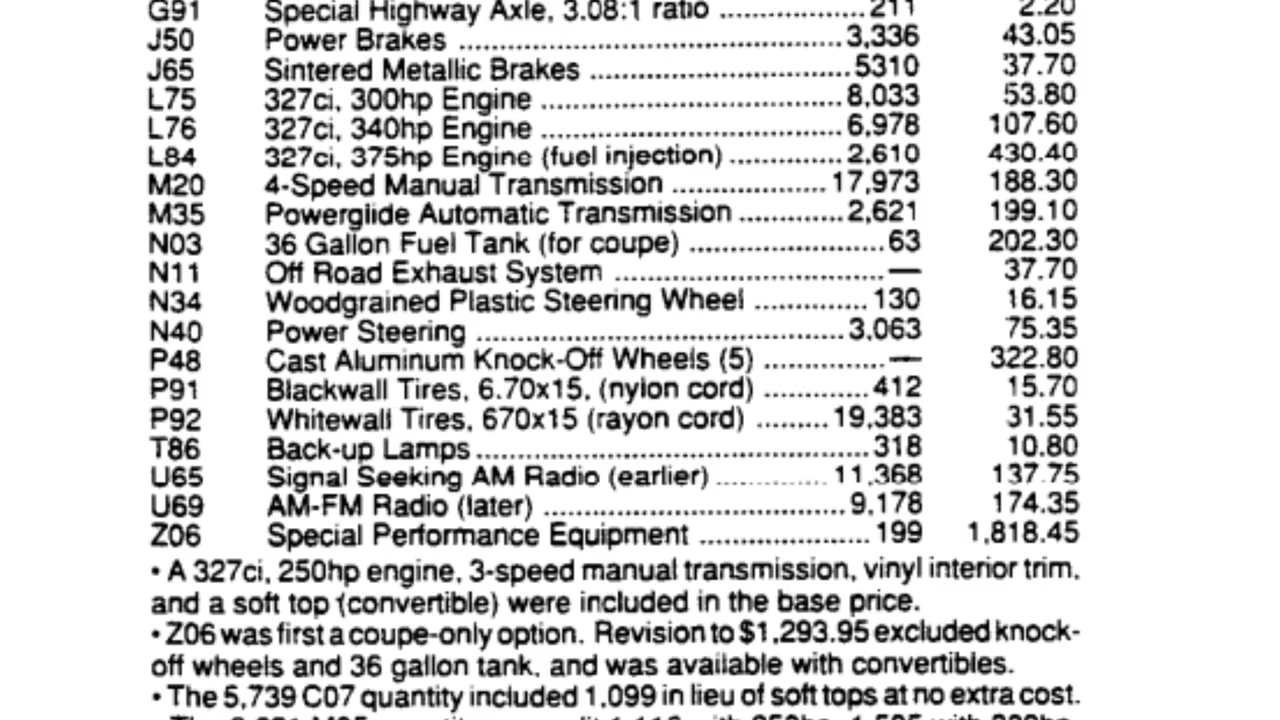 G91 Special Highway Axle, 3.08:1 ratio .................. 211 2.20
J50 Power Brakes ................................................ 3,336 43.05
J65 Sintered Metallic Brakes ................................ 5310 37.70
L75 327ci, 300hp Engine ...................................... 8,033 53.80
L76 327ci, 340hp Engine ...................................... 6,978 107.60
L84 327ci, 375hp Engine (fuel injection) .............. 2,610 430.40
M20 4-Speed Manual Transmission ................... 17,973 188.30
M35 Powerglide Automatic Transmission ............. 2,621 199.10
N03 36 Gallon Fuel Tank (for coupe) ......................... 63 202.30
N11 Off Road Exhaust System .................................. — 37.70
N34 Woodgrained Plastic Steering Wheel .............. 130 16.15
N40 Power Steering .............................................. 3,063 75.35
P48 Cast Aluminum Knock-Off Wheels (5) ............... — 322.80
P91 Blackwall Tires, 6.70x15, (nylon cord) ............. 412 15.70
P92 Whitewall Tires, 670x15 (rayon cord) ......... 19,383 31.55
T86 Back-up Lamps .................................................. 318 10.80
U65 Signal Seeking AM Radio (earlier) .............. 11,368 137.75
U69 AM-FM Radio (later) ...................................... 9,178 174.35
Z06 Special Performance Equipment ..................... 199 1,818.45
• A 327ci, 250hp engine, 3-speed manual transmission, vinyl interior trim,
and a soft top (convertible) were included in the base price.
• Z06 was first a coupe-only option. Revision to $1,293.95 excluded knock-
off wheels and 36 gallon tank, and was available with convertibles.
• The 5,739 C07 quantity included 1,099 in lieu of soft tops at no extra cost.